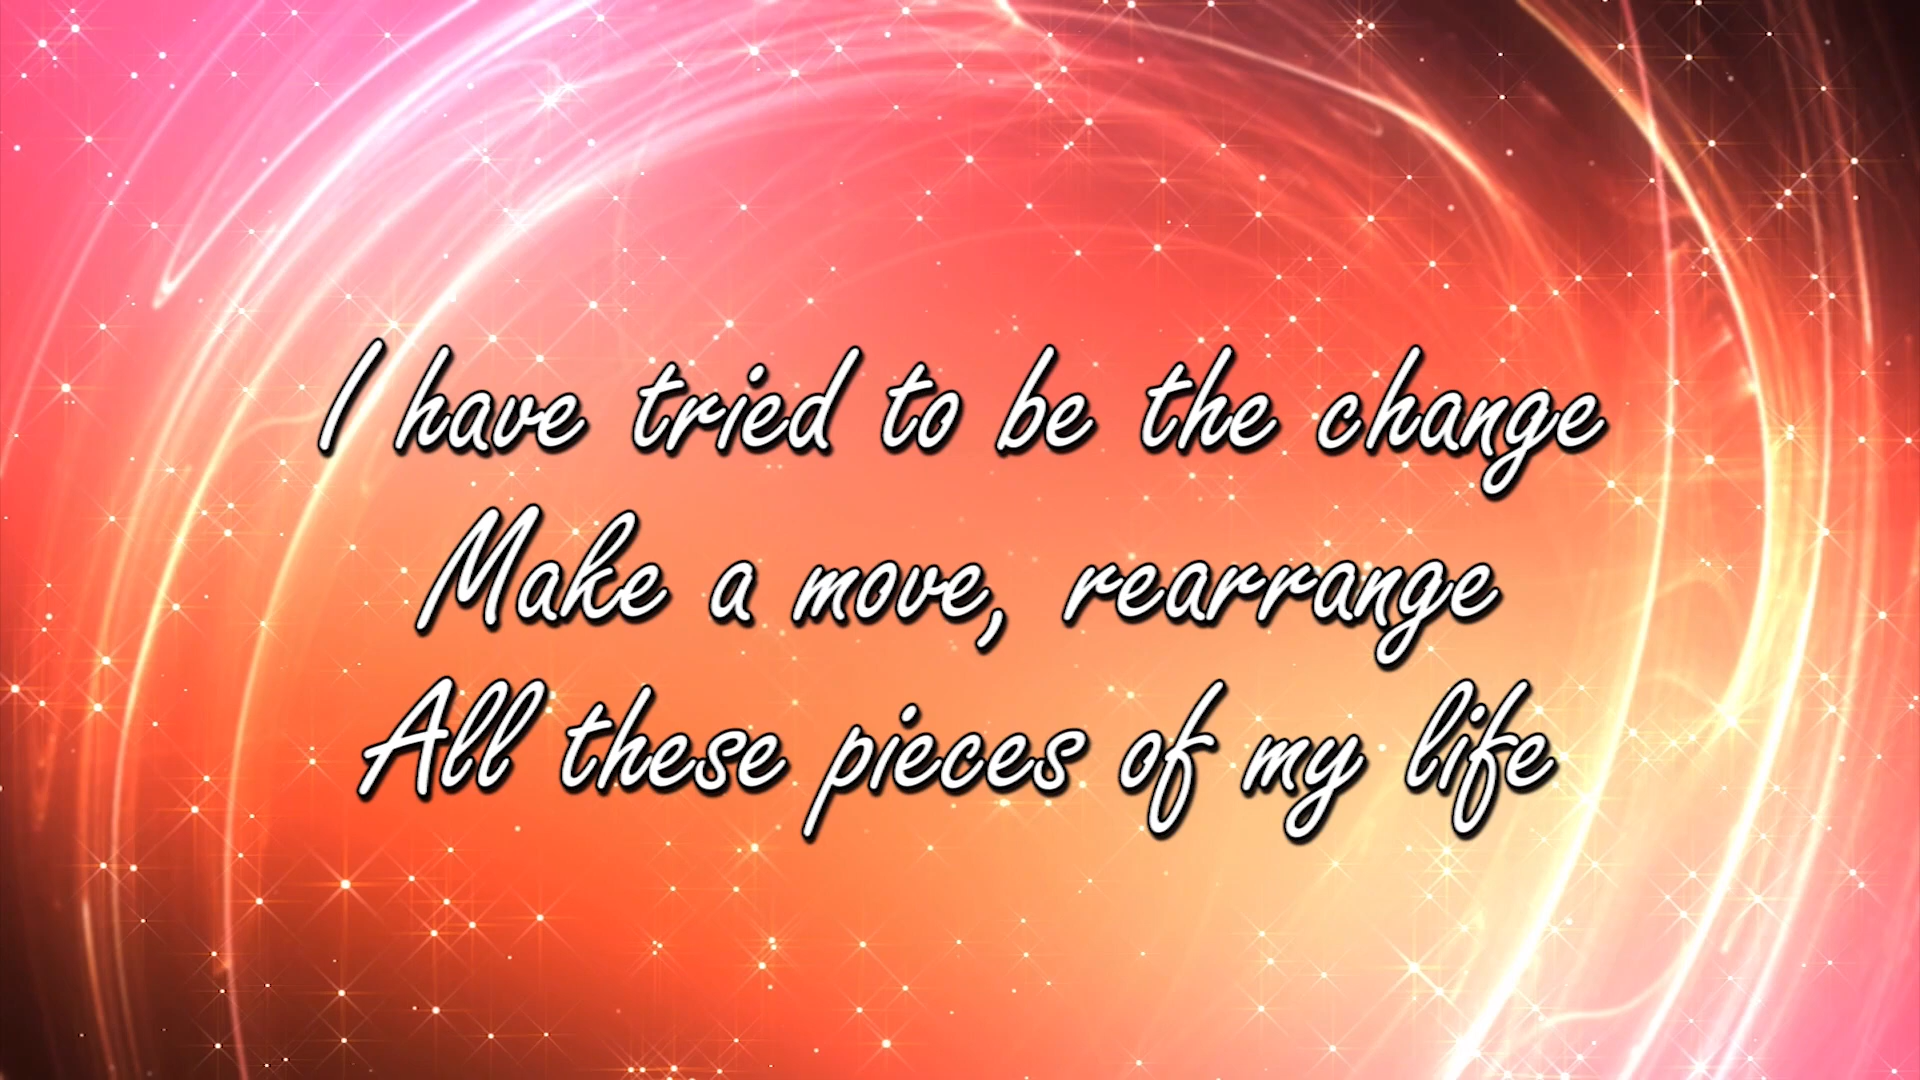 I have tried to be the change
Make a move, rearrange
All these pieces of my life